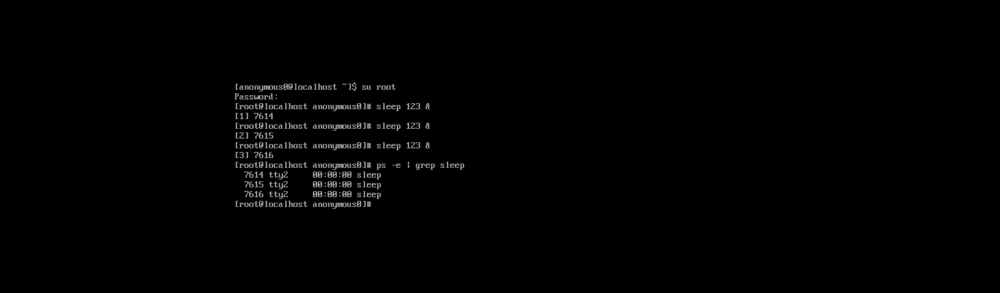 [anonymous0@localhost ~]$ su root
Password:
[root@localhost anonymous0]# sleep 123 &
[1] 7614
[root@localhost anonymous0]# sleep 123 &
[2] 7615
[root@localhost anonymous0]# sleep 123 &
[3] 7616
[root@localhost anonymous0]# ps -e | grep sleep
  7614 tty2     00:00:00 sleep
  7615 tty2     00:00:00 sleep
  7616 tty2     00:00:00 sleep
[root@localhost anonymous0]#